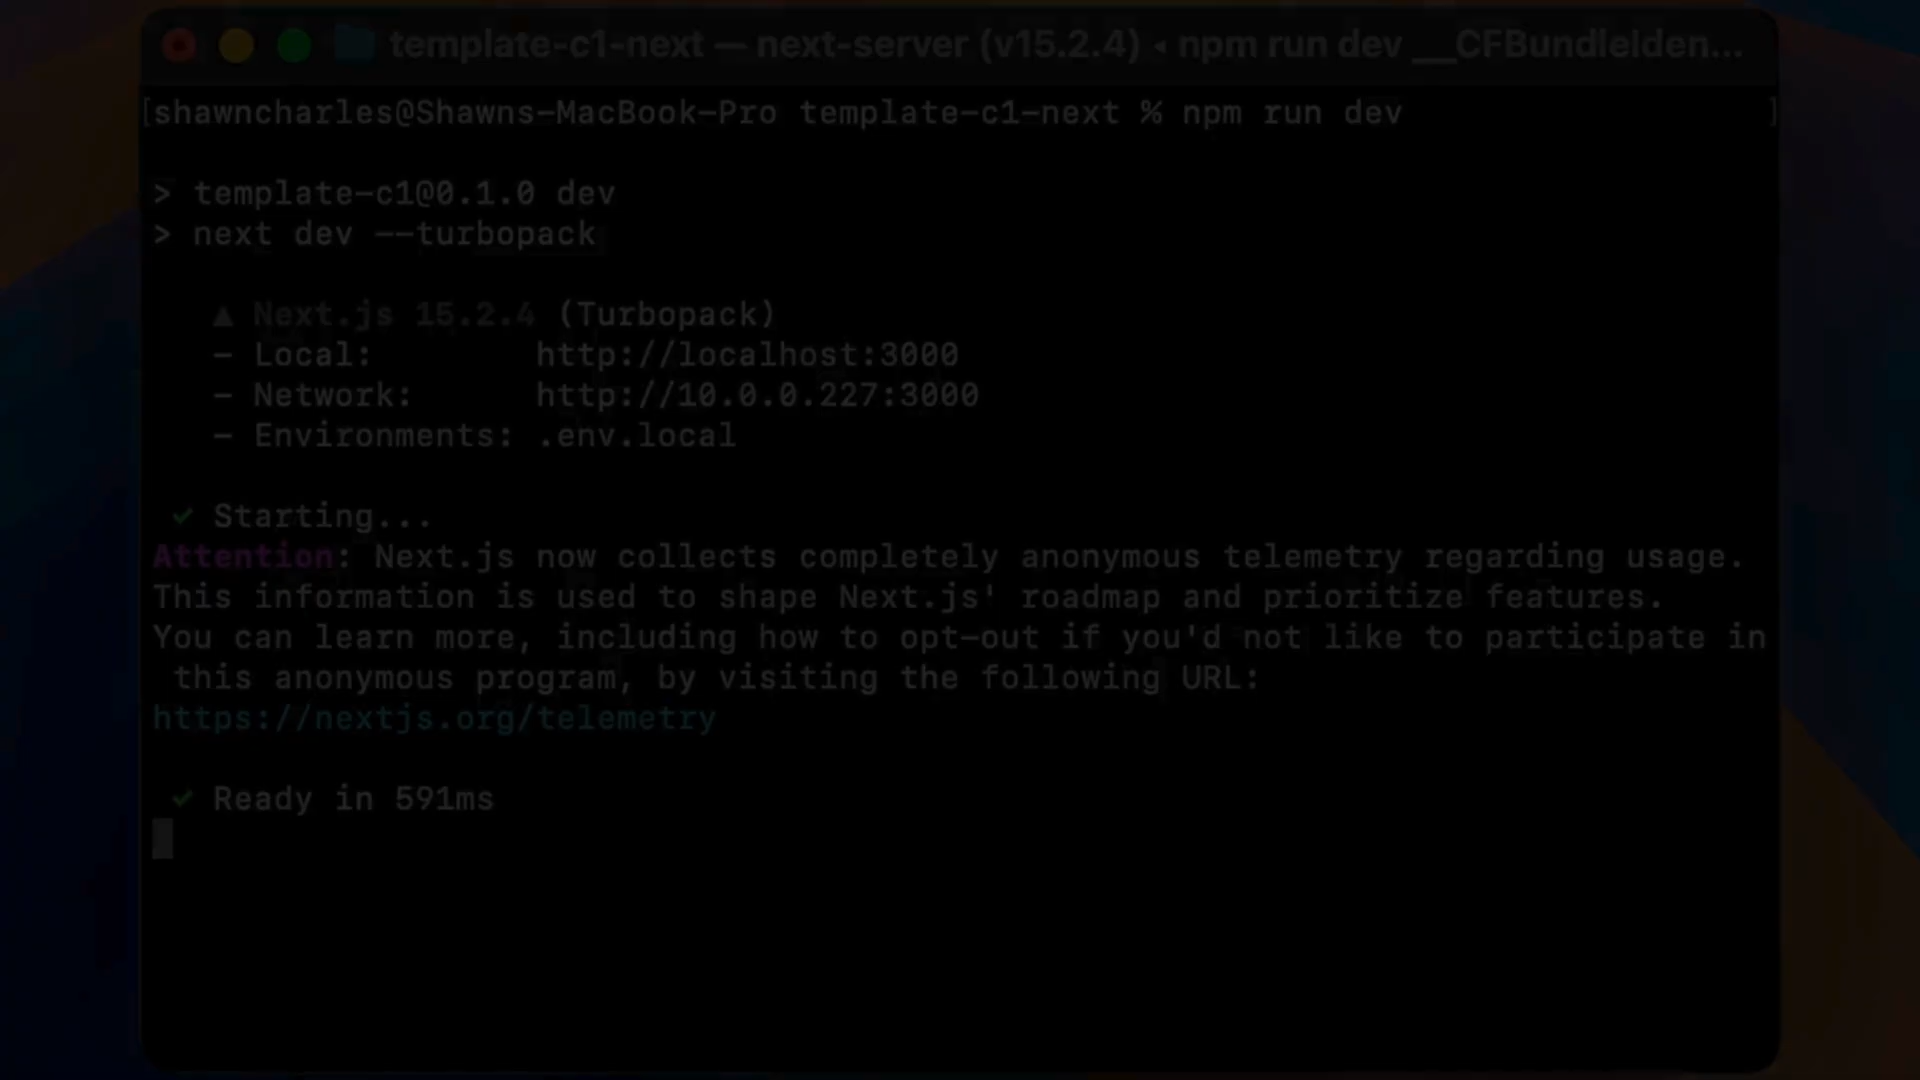 template-c1-next — next-server (v15.2.4) ◂ npm run dev __CFBundleIden...
[shawncharles@Shawns-MacBook-Pro template-c1-next % npm run dev ]
> template-c1@0.1.0 dev
> next dev --turbopack
▲ Next.js 15.2.4 (Turbopack)
- Local: http://localhost:3000
- Network: http://10.0.0.227:3000
- Environments: .env.local
✓ Starting...
Attention: Next.js now collects completely anonymous telemetry regarding usage.
This information is used to shape Next.js' roadmap and prioritize features.
You can learn more, including how to opt-out if you'd not like to participate in
this anonymous program, by visiting the following URL:
https://nextjs.org/telemetry
✓ Ready in 591ms